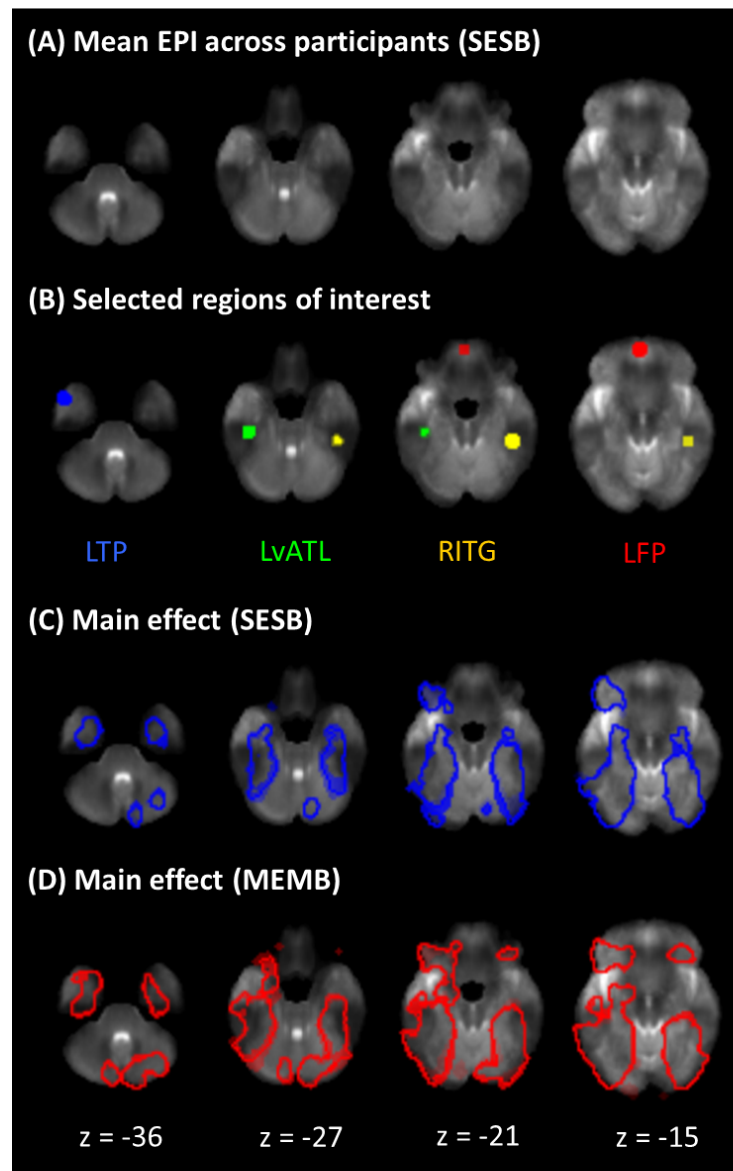 (A) Mean EPI across participants (SESB)
(B) Selected regions of interest
LTP LvATL RITG LFP
(C) Main effect (SESB)
(D) Main effect (MEMB)
z = -36 z = -27 z = -21 z = -15